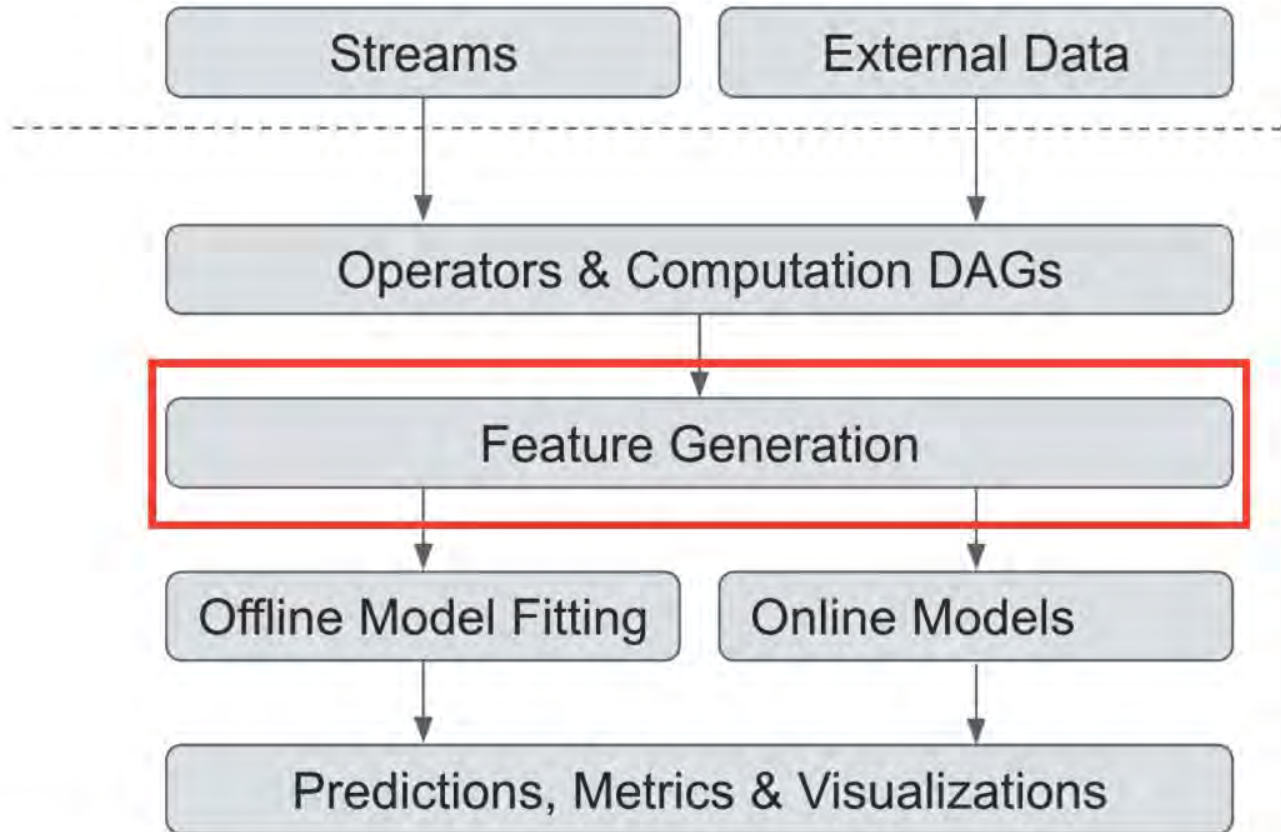 Streams
External Data
Operators & Computation DAGs
Feature Generation
Offline Model Fitting
Online Models
Predictions, Metrics & Visualizations